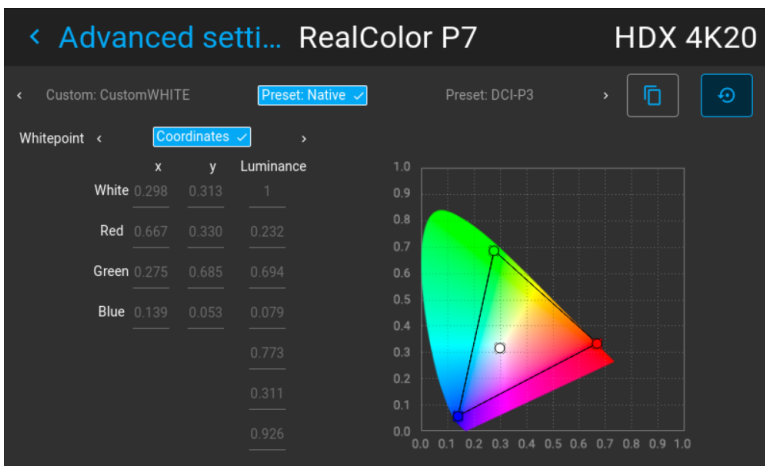 ‹ Advanced setti... RealColor P7 HDX 4K20
‹ Custom: CustomWHITE Preset: Native ✓ Preset: DCI-P3 ›
Whitepoint ‹ Coordinates ✓ ›
x y Luminance
White 0.298 0.313 1
Red 0.667 0.330 0.232
Green 0.275 0.685 0.694
Blue 0.139 0.053 0.079
0.773
0.311
0.926
1.0
0.9
0.8
0.7
0.6
0.5
0.4
0.3
0.2
0.1
0.0
0.0 0.1 0.2 0.3 0.4 0.5 0.6 0.7 0.8 0.9 1.0